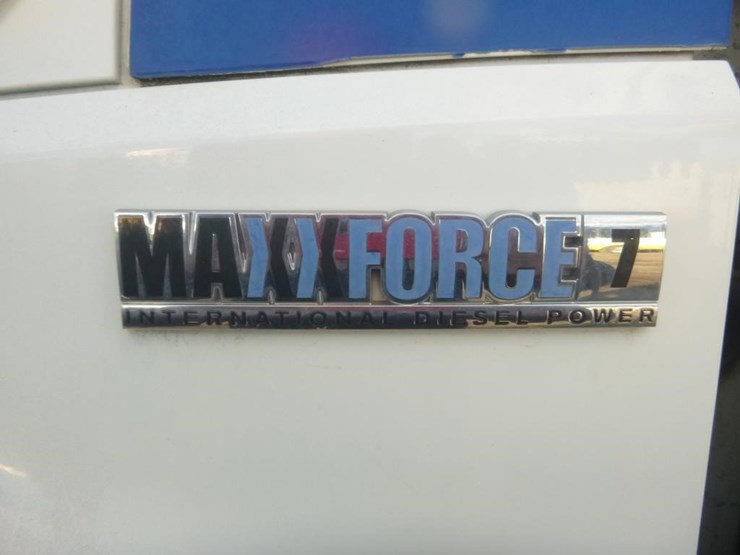 MAXXFORCE 7
INTERNATIONAL DIESEL POWER